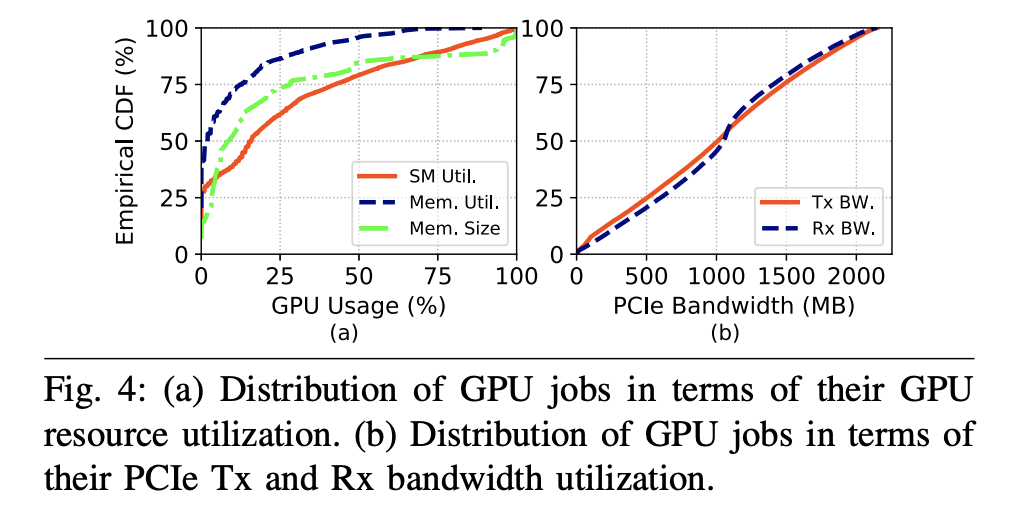 100
75
50
25
0
Empirical CDF (%)
SM Util.
Mem. Util.
Mem. Size
0 25 50 75 100
GPU Usage (%)
(a)
100
75
50
25
0
Tx BW.
Rx BW.
0 500 1000 1500 2000
PCIe Bandwidth (MB)
(b)
Fig. 4: (a) Distribution of GPU jobs in terms of their GPU
resource utilization. (b) Distribution of GPU jobs in terms of
their PCIe Tx and Rx bandwidth utilization.